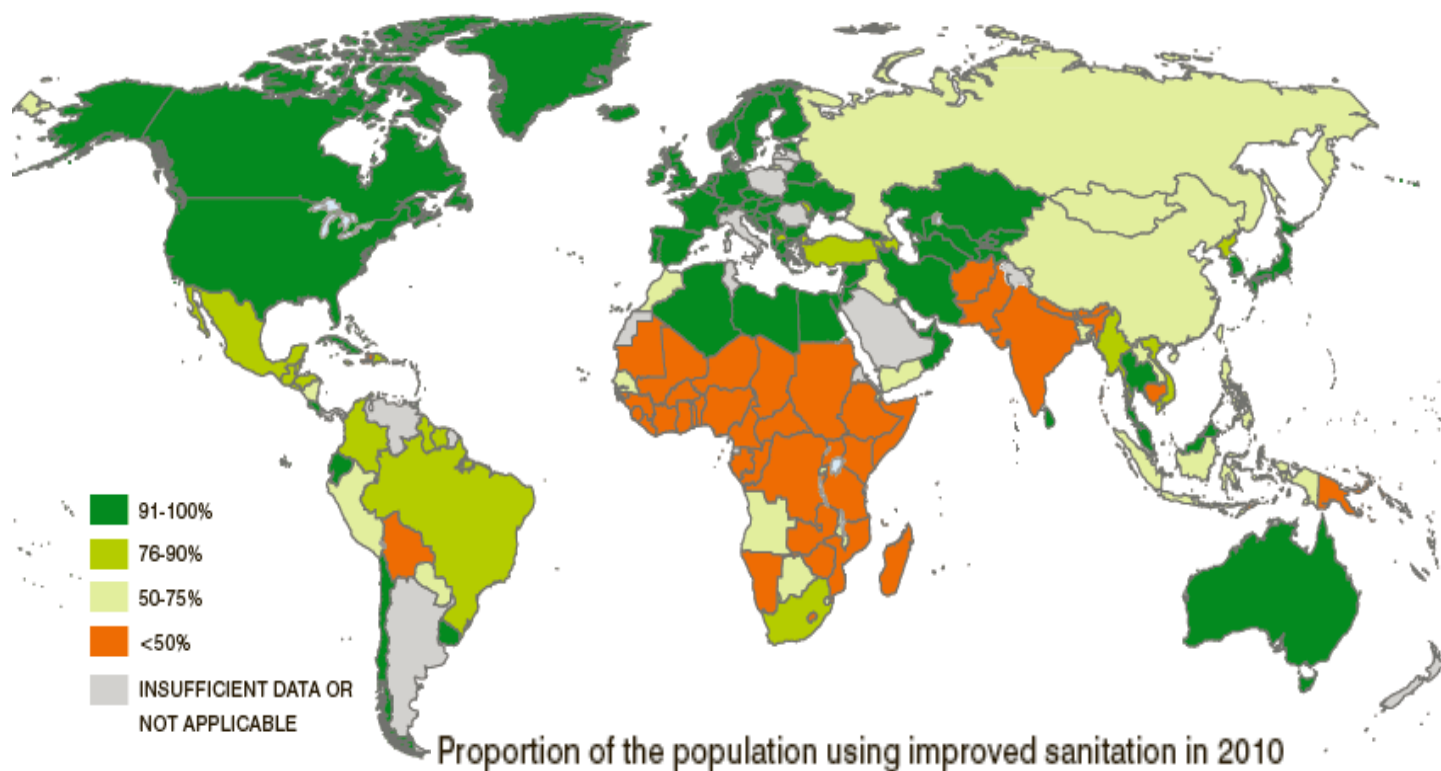 91-100%
76-90%
50-75%
<50%
INSUFFICIENT DATA OR
NOT APPLICABLE
Proportion of the population using improved sanitation in 2010